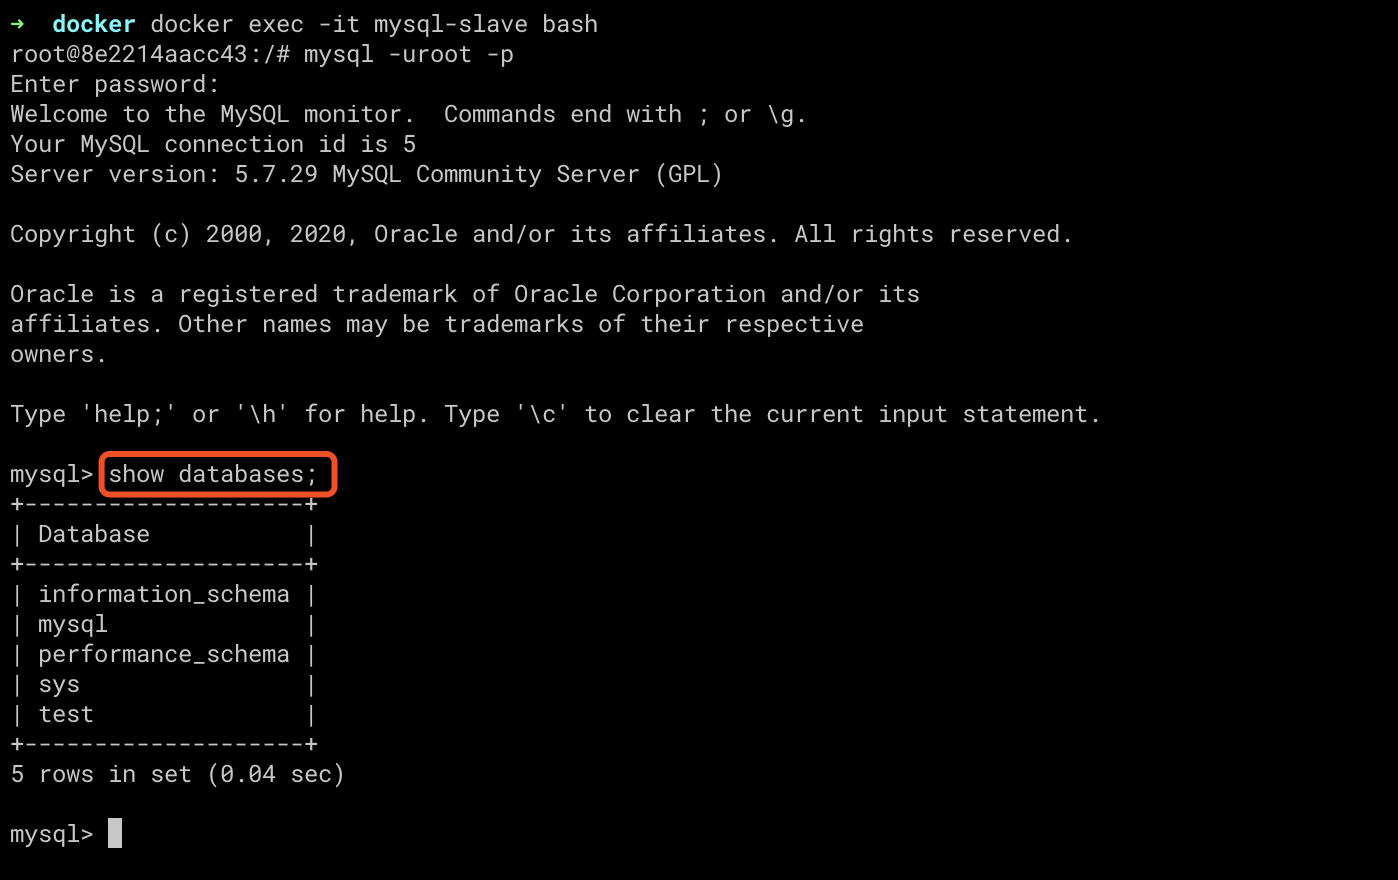 →  docker docker exec -it mysql-slave bash
root@8e2214aacc43:/# mysql -uroot -p
Enter password:
Welcome to the MySQL monitor.  Commands end with ; or \g.
Your MySQL connection id is 5
Server version: 5.7.29 MySQL Community Server (GPL)

Copyright (c) 2000, 2020, Oracle and/or its affiliates. All rights reserved.

Oracle is a registered trademark of Oracle Corporation and/or its
affiliates. Other names may be trademarks of their respective
owners.

Type 'help;' or '\h' for help. Type '\c' to clear the current input statement.

mysql> show databases;
+--------------------+
| Database           |
+--------------------+
| information_schema |
| mysql              |
| performance_schema |
| sys                |
| test               |
+--------------------+
5 rows in set (0.04 sec)

mysql>